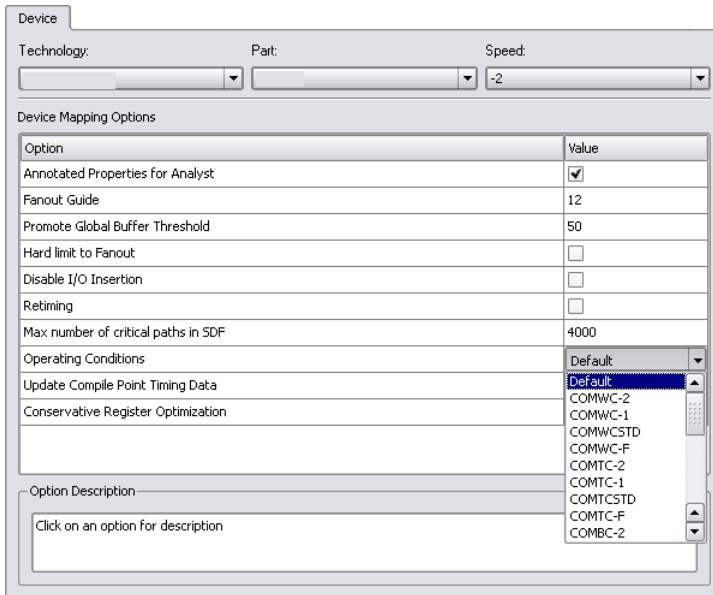 Device
Technology: Part: Speed:
-2
Device Mapping Options
Option Value
Annotated Properties for Analyst
Fanout Guide 12
Promote Global Buffer Threshold 50
Hard limit to Fanout
Disable I/O Insertion
Retiming
Max number of critical paths in SDF 4000
Operating Conditions Default
Update Compile Point Timing Data Default
Conservative Register Optimization COMWC-2
COMWC-1
COMWCSTD
COMWC-F
COMTC-2
COMTC-1
COMTCSTD
COMTC-F
COMBC-2
Option Description
Click on an option for description